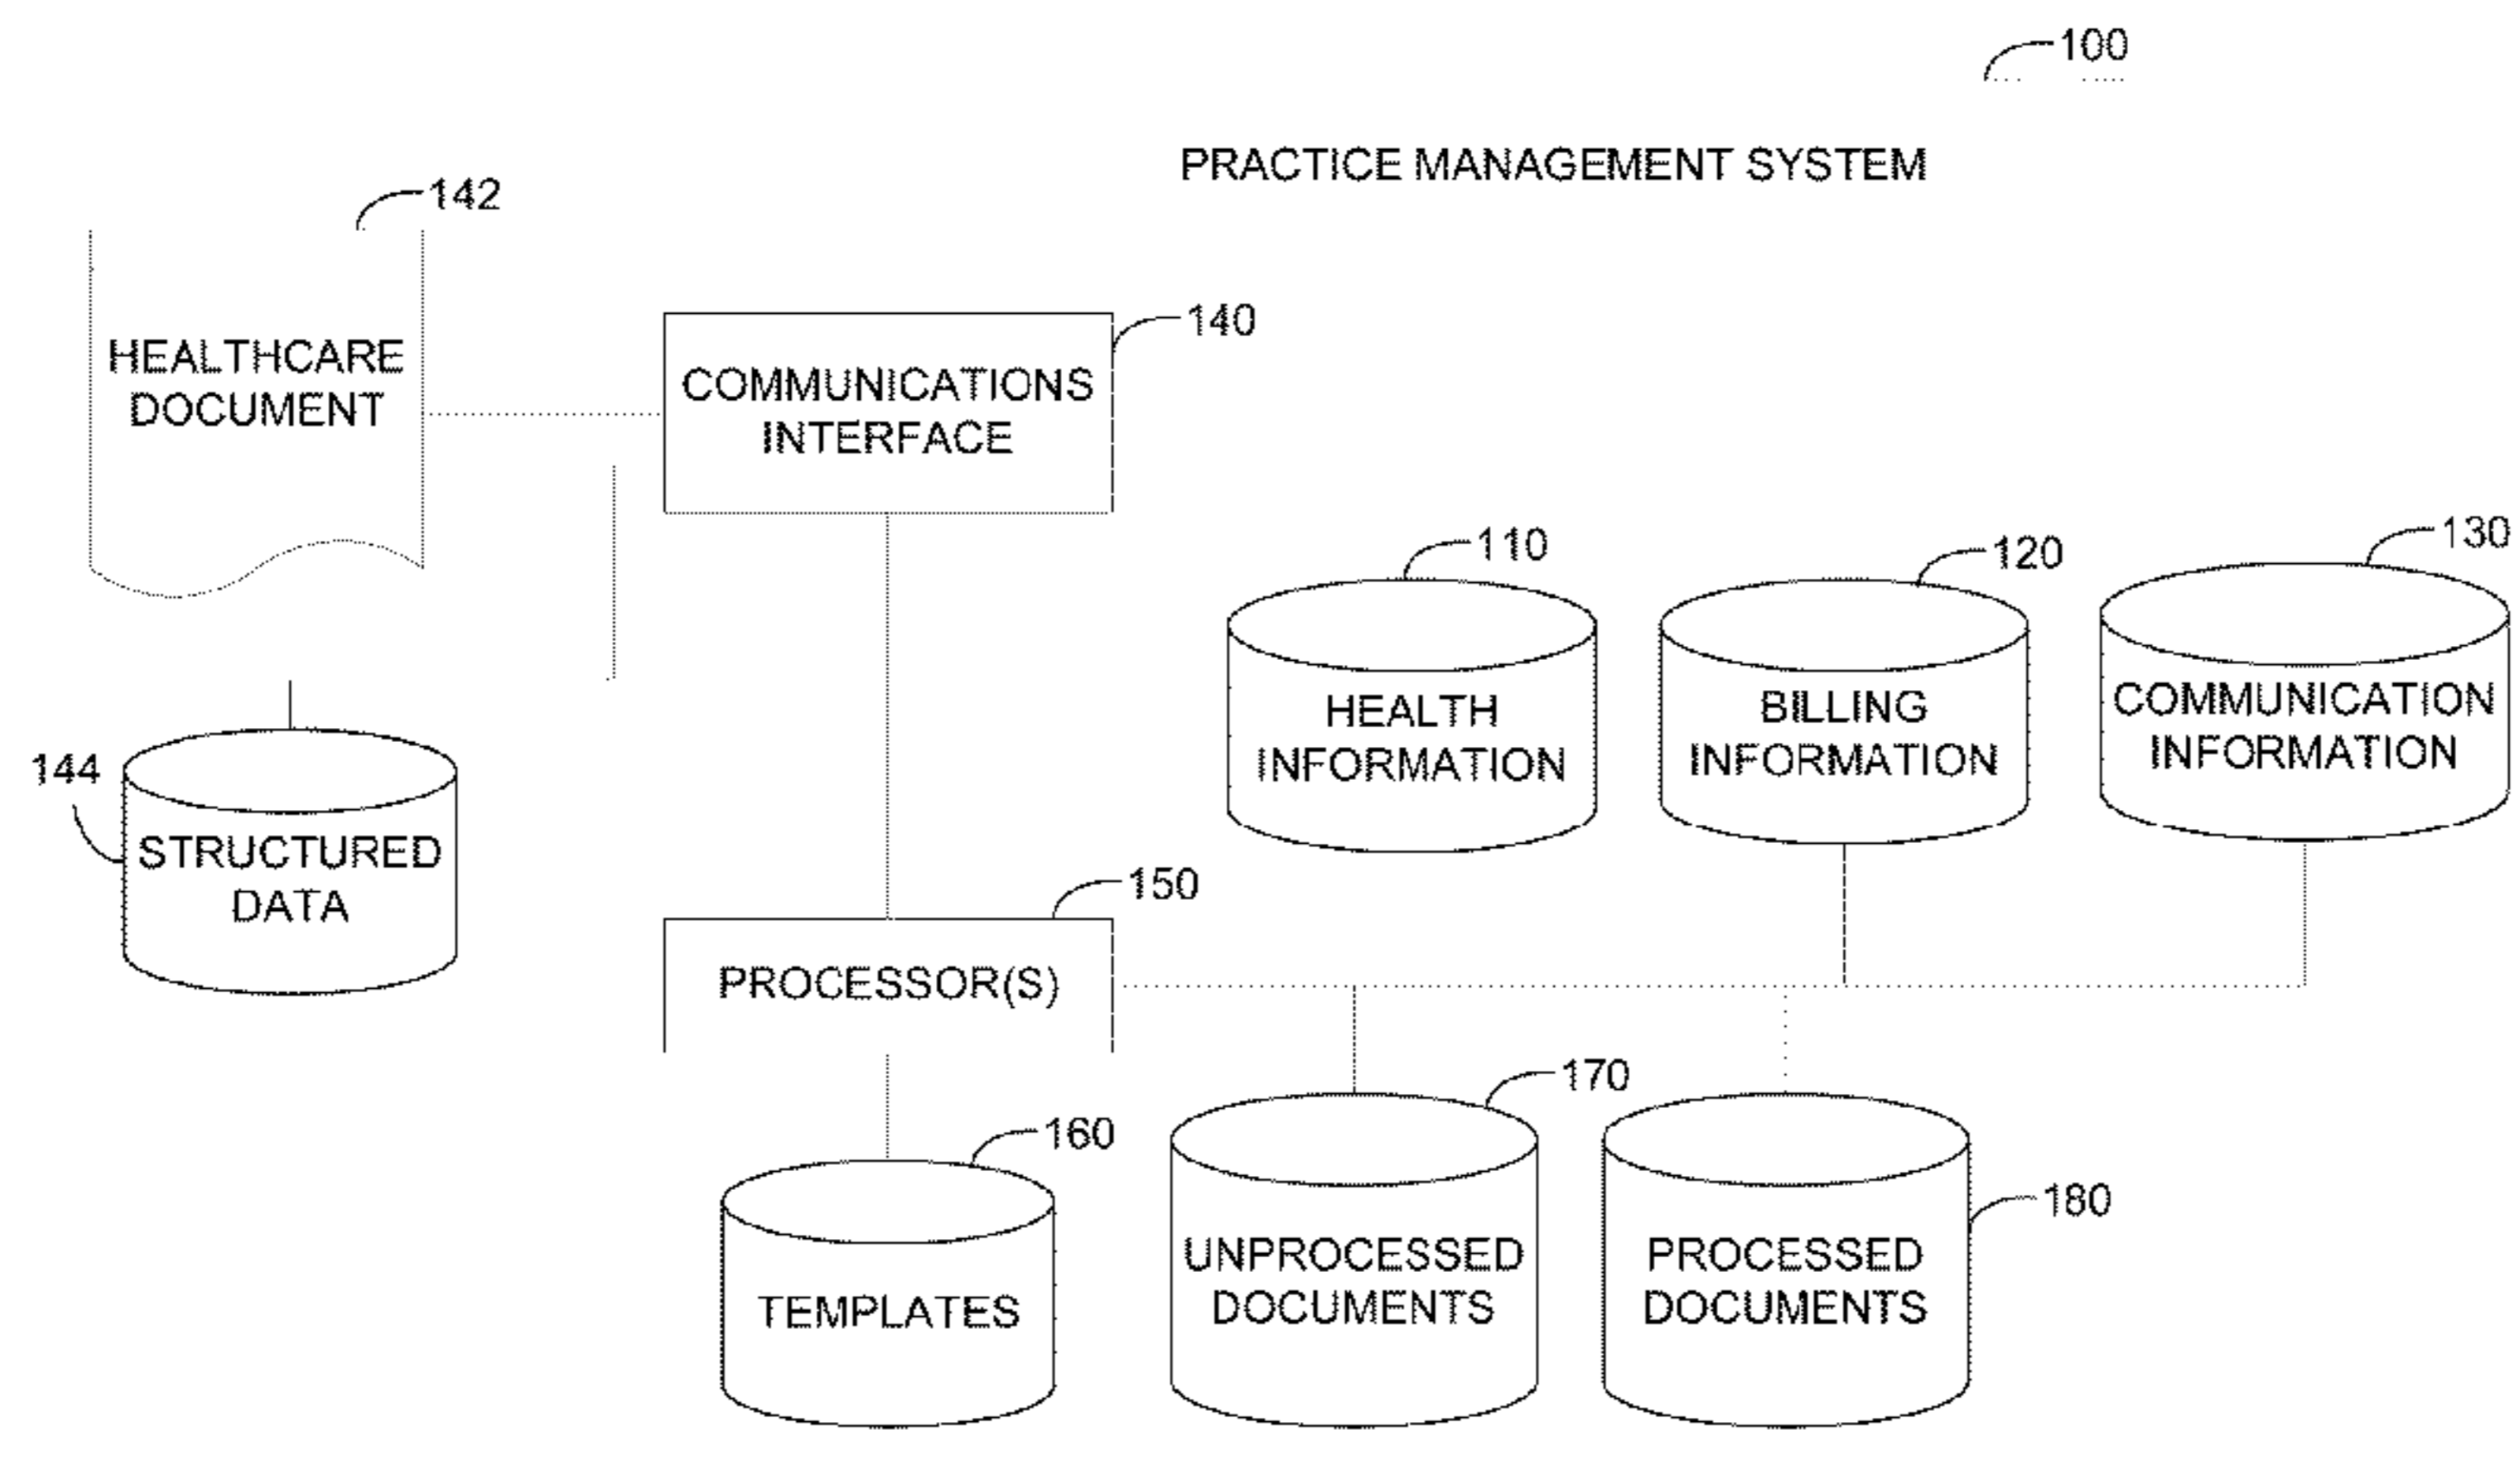 100
PRACTICE MANAGEMENT SYSTEM
142
HEALTHCARE
DOCUMENT
140
COMMUNICATIONS
INTERFACE
110
HEALTH
INFORMATION
120
BILLING
INFORMATION
130
COMMUNICATION
INFORMATION
144
STRUCTURED
DATA
150
PROCESSOR(S)
160
TEMPLATES
170
UNPROCESSED
DOCUMENTS
180
PROCESSED
DOCUMENTS